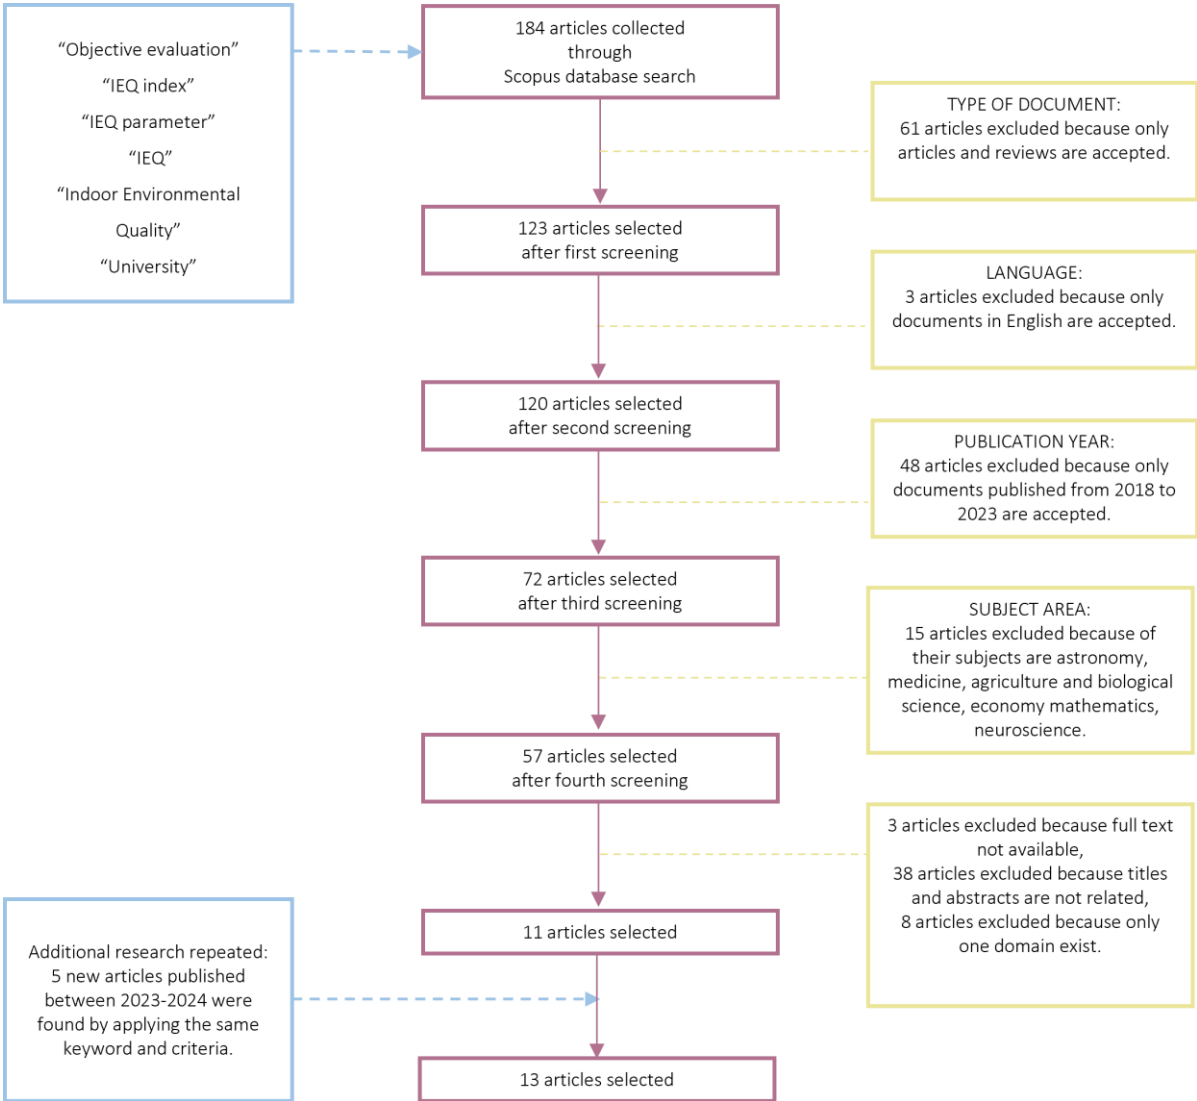 “Objective evaluation”
“IEQ index”
“IEQ parameter”
“IEQ”
“Indoor Environmental
Quality”
“University”
184 articles collected
through
Scopus database search
TYPE OF DOCUMENT:
61 articles excluded because only
articles and reviews are accepted.
123 articles selected
after first screening
LANGUAGE:
3 articles excluded because only
documents in English are accepted.
120 articles selected
after second screening
PUBLICATION YEAR:
48 articles excluded because only
documents published from 2018 to
2023 are accepted.
72 articles selected
after third screening
SUBJECT AREA:
15 articles excluded because of
their subjects are astronomy,
medicine, agriculture and biological
science, economy mathematics,
neuroscience.
57 articles selected
after fourth screening
3 articles excluded because full text
not available,
38 articles excluded because titles
and abstracts are not related,
8 articles excluded because only
one domain exist.
11 articles selected
Additional research repeated:
5 new articles published
between 2023-2024 were
found by applying the same
keyword and criteria.
13 articles selected